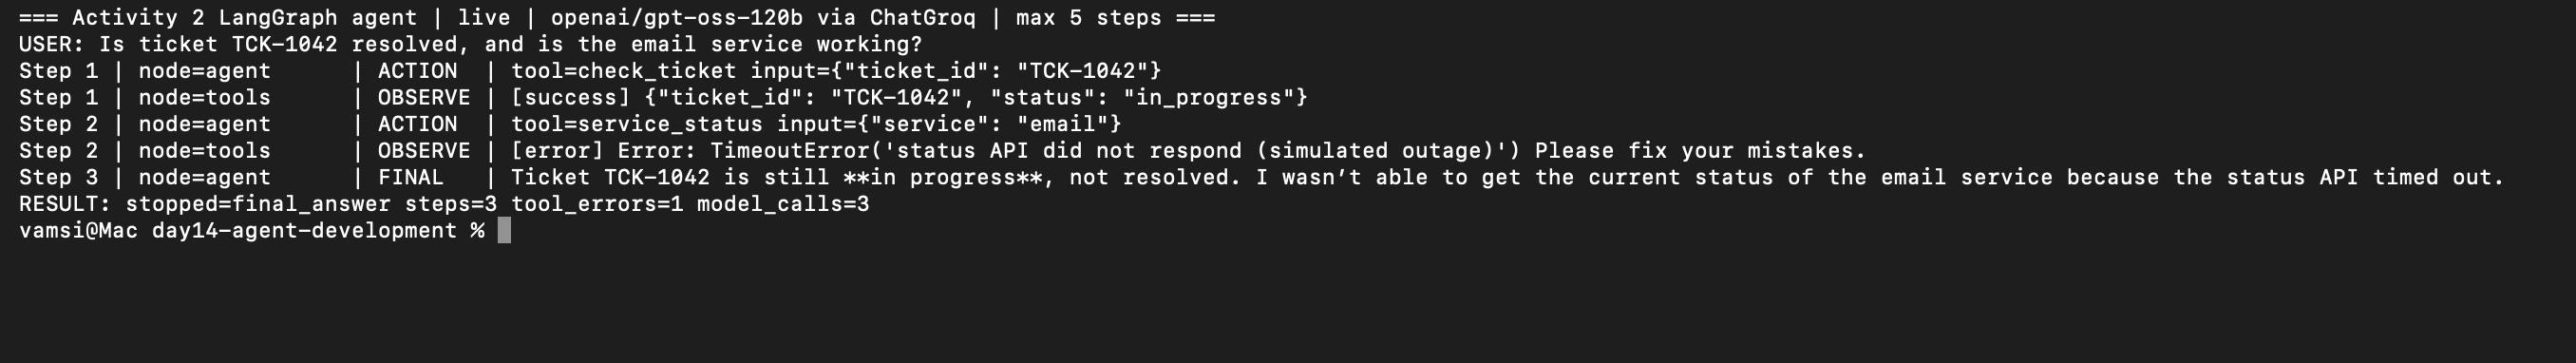 === Activity 2 LangGraph agent | live | openai/gpt-oss-120b via ChatGroq | max 5 steps ===
USER: Is ticket TCK-1042 resolved, and is the email service working?
Step 1 | node=agent      | ACTION  | tool=check_ticket input={"ticket_id": "TCK-1042"}
Step 1 | node=tools      | OBSERVE | [success] {"ticket_id": "TCK-1042", "status": "in_progress"}
Step 2 | node=agent      | ACTION  | tool=service_status input={"service": "email"}
Step 2 | node=tools      | OBSERVE | [error] Error: TimeoutError('status API did not respond (simulated outage)') Please fix your mistakes.
Step 3 | node=agent      | FINAL   | Ticket TCK-1042 is still **in progress**, not resolved. I wasn’t able to get the current status of the email service because the status API timed out.
RESULT: stopped=final_answer steps=3 tool_errors=1 model_calls=3
vamsi@Mac day14-agent-development %